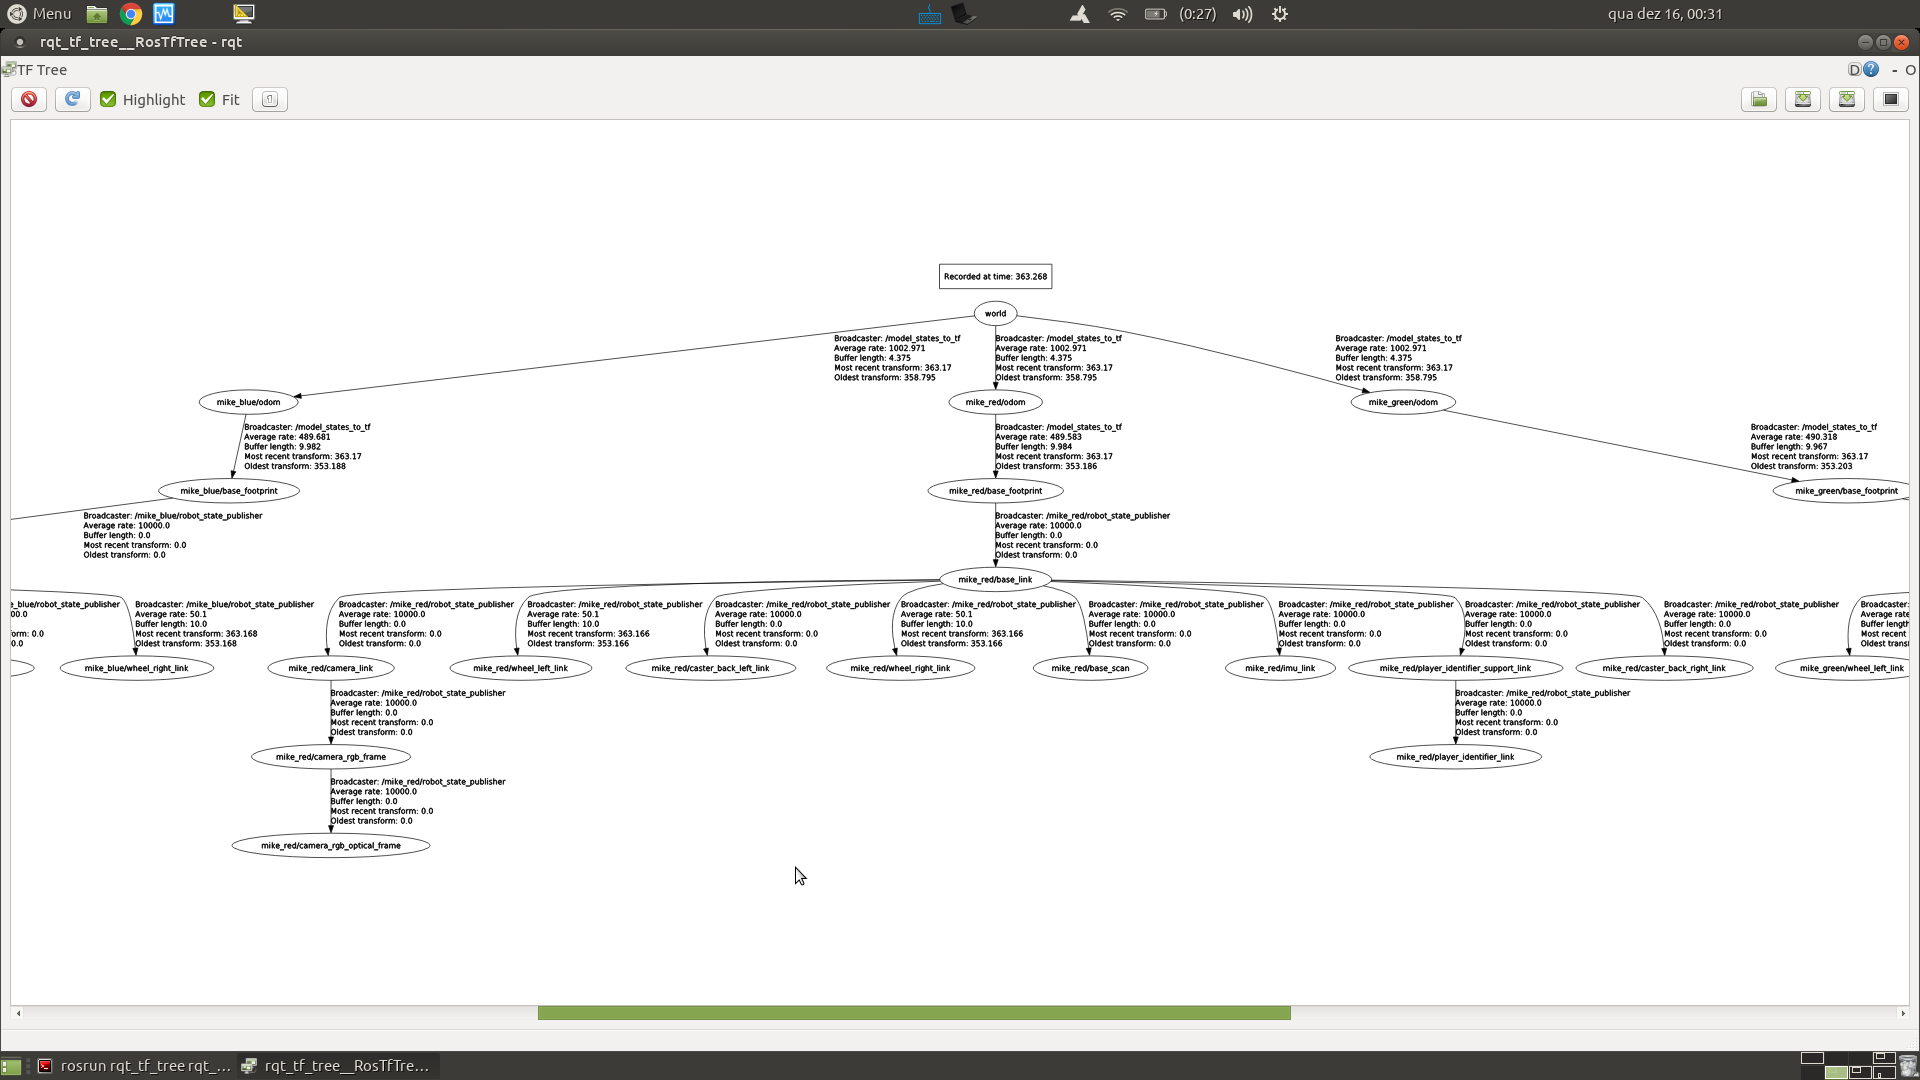 Menu
(0:27)
qua dez 16, 00:31
rqt_tf_tree__RosTfTree - rqt
TF Tree
D
- O
Highlight
Fit
Recorded at time: 363.268
world
Broadcaster: /model_states_to_tf
Average rate: 1002.971
Buffer length: 4.375
Most recent transform: 363.17
Oldest transform: 358.795
Broadcaster: /model_states_to_tf
Average rate: 1002.971
Buffer length: 4.375
Most recent transform: 363.17
Oldest transform: 358.795
Broadcaster: /model_states_to_tf
Average rate: 1002.971
Buffer length: 4.375
Most recent transform: 363.17
Oldest transform: 358.795
mike_blue/odom
mike_red/odom
mike_green/odom
Broadcaster: /model_states_to_tf
Average rate: 489.681
Buffer length: 9.982
Most recent transform: 363.17
Oldest transform: 353.188
Broadcaster: /model_states_to_tf
Average rate: 489.583
Buffer length: 9.984
Most recent transform: 363.17
Oldest transform: 353.186
Broadcaster: /model_states_to_tf
Average rate: 490.318
Buffer length: 9.967
Most recent transform: 363.17
Oldest transform: 353.203
mike_blue/base_footprint
mike_red/base_footprint
mike_green/base_footprint
Broadcaster: /mike_blue/robot_state_publisher
Average rate: 10000.0
Buffer length: 0.0
Most recent transform: 0.0
Oldest transform: 0.0
Broadcaster: /mike_red/robot_state_publisher
Average rate: 10000.0
Buffer length: 0.0
Most recent transform: 0.0
Oldest transform: 0.0
mike_red/base_link
_blue/robot_state_publisher
00.0
form: 0.0
0.0
Broadcaster: /mike_blue/robot_state_publisher
Average rate: 50.1
Buffer length: 10.0
Most recent transform: 363.168
Oldest transform: 353.168
Broadcaster: /mike_red/robot_state_publisher
Average rate: 10000.0
Buffer length: 0.0
Most recent transform: 0.0
Oldest transform: 0.0
Broadcaster: /mike_red/robot_state_publisher
Average rate: 50.1
Buffer length: 10.0
Most recent transform: 363.166
Oldest transform: 353.166
Broadcaster: /mike_red/robot_state_publisher
Average rate: 10000.0
Buffer length: 0.0
Most recent transform: 0.0
Oldest transform: 0.0
Broadcaster: /mike_red/robot_state_publisher
Average rate: 50.1
Buffer length: 10.0
Most recent transform: 363.166
Oldest transform: 353.166
Broadcaster: /mike_red/robot_state_publisher
Average rate: 10000.0
Buffer length: 0.0
Most recent transform: 0.0
Oldest transform: 0.0
Broadcaster: /mike_red/robot_state_publisher
Average rate: 10000.0
Buffer length: 0.0
Most recent transform: 0.0
Oldest transform: 0.0
Broadcaster: /mike_red/robot_state_publisher
Average rate: 10000.0
Buffer length: 0.0
Most recent transform: 0.0
Oldest transform: 0.0
Broadcaster: /mike_red/robot_state_publisher
Average rate: 10000.0
Buffer length: 0.0
Most recent transform: 0.0
Oldest transform: 0.0
Broadcaster:
Average rate
Buffer length
Most recent
Oldest trans
mike_blue/wheel_right_link
mike_red/camera_link
mike_red/wheel_left_link
mike_red/caster_back_left_link
mike_red/wheel_right_link
mike_red/base_scan
mike_red/imu_link
mike_red/player_identifier_support_link
mike_red/caster_back_right_link
mike_green/wheel_left_link
Broadcaster: /mike_red/robot_state_publisher
Average rate: 10000.0
Buffer length: 0.0
Most recent transform: 0.0
Oldest transform: 0.0
Broadcaster: /mike_red/robot_state_publisher
Average rate: 10000.0
Buffer length: 0.0
Most recent transform: 0.0
Oldest transform: 0.0
mike_red/camera_rgb_frame
mike_red/player_identifier_link
Broadcaster: /mike_red/robot_state_publisher
Average rate: 10000.0
Buffer length: 0.0
Most recent transform: 0.0
Oldest transform: 0.0
mike_red/camera_rgb_optical_frame
rosrun rqt_tf_tree rqt_...
rqt_tf_tree__RosTfTre...